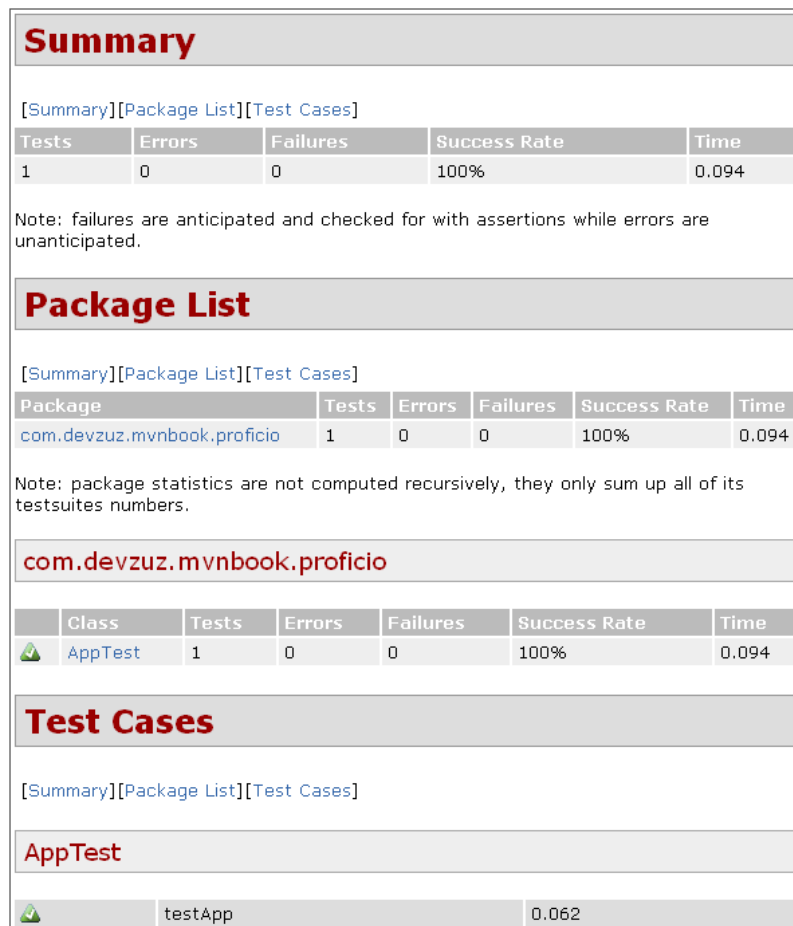 Summary
[Summary][Package List][Test Cases]
Tests Errors Failures Success Rate Time
1 0 0 100% 0.094
Note: failures are anticipated and checked for with assertions while errors are
unanticipated.
Package List
[Summary][Package List][Test Cases]
Package Tests Errors Failures Success Rate Time
com.devzuz.mvnbook.proficio 1 0 0 100% 0.094
Note: package statistics are not computed recursively, they only sum up all of its
testsuites numbers.
com.devzuz.mvnbook.proficio
Class Tests Errors Failures Success Rate Time
AppTest 1 0 0 100% 0.094
Test Cases
[Summary][Package List][Test Cases]
AppTest
testApp 0.062